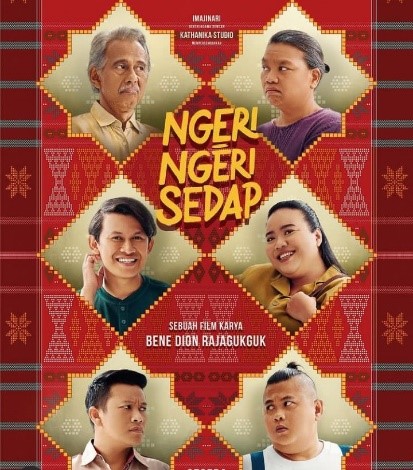 IMAJINARI
KATHANIKA STUDIO
NGERI
NGERI
SEDAP
SEBUAH FILM KARYA
BENE DION RAJAGUKGUK